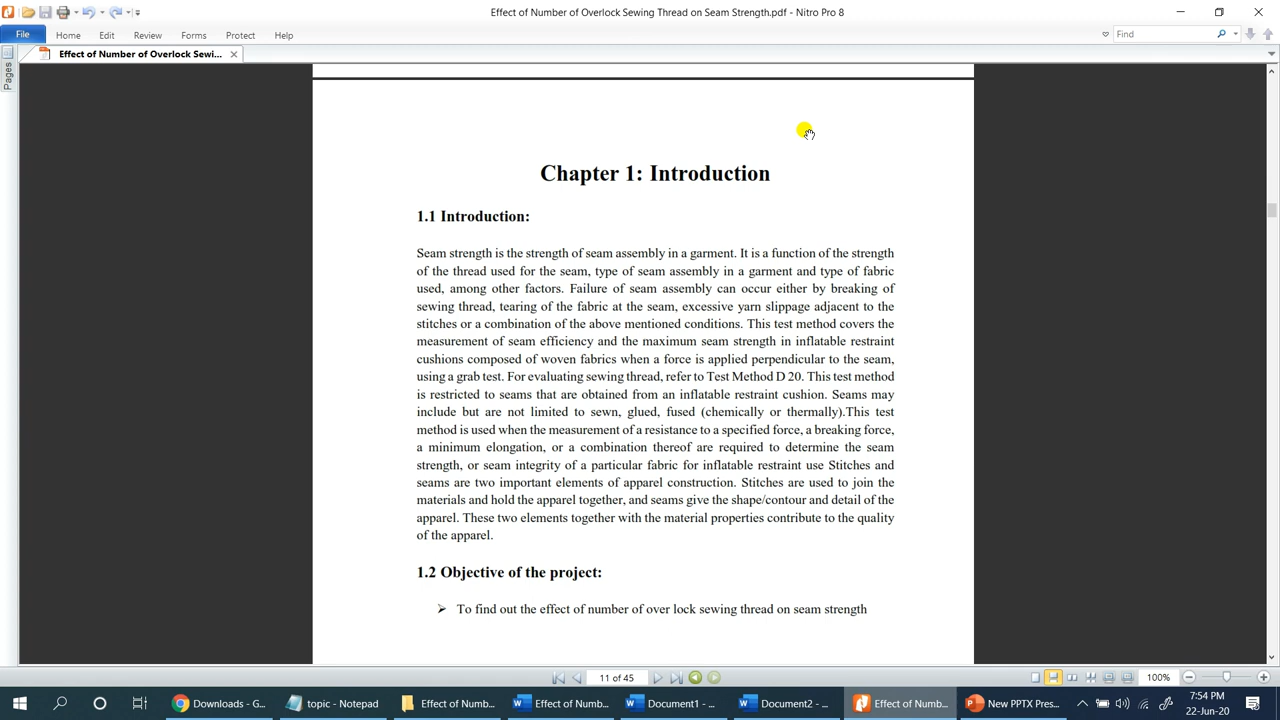 Effect of Number of Overlock Sewing Thread on Seam Strength.pdf - Nitro Pro 8
File Home Edit Review Forms Protect Help
Find
Effect of Number of Overlock Sewi...
Pages
Chapter 1: Introduction
1.1 Introduction:
Seam strength is the strength of seam assembly in a garment. It is a function of the strength
of the thread used for the seam, type of seam assembly in a garment and type of fabric
used, among other factors. Failure of seam assembly can occur either by breaking of
sewing thread, tearing of the fabric at the seam, excessive yarn slippage adjacent to the
stitches or a combination of the above mentioned conditions. This test method covers the
measurement of seam efficiency and the maximum seam strength in inflatable restraint
cushions composed of woven fabrics when a force is applied perpendicular to the seam,
using a grab test. For evaluating sewing thread, refer to Test Method D 20. This test method
is restricted to seams that are obtained from an inflatable restraint cushion. Seams may
include but are not limited to sewn, glued, fused (chemically or thermally).This test
method is used when the measurement of a resistance to a specified force, a breaking force,
a minimum elongation, or a combination thereof are required to determine the seam
strength, or seam integrity of a particular fabric for inflatable restraint use Stitches and
seams are two important elements of apparel construction. Stitches are used to join the
materials and hold the apparel together, and seams give the shape/contour and detail of the
apparel. These two elements together with the material properties contribute to the quality
of the apparel.
1.2 Objective of the project:
➢ To find out the effect of number of over lock sewing thread on seam strength
11 of 45
100%
Downloads - G...
topic - Notepad
Effect of Numb...
Effect of Numb...
Document1 - ...
Document2 - ...
Effect of Numb...
New PPTX Pres...
7:54 PM
22-Jun-20